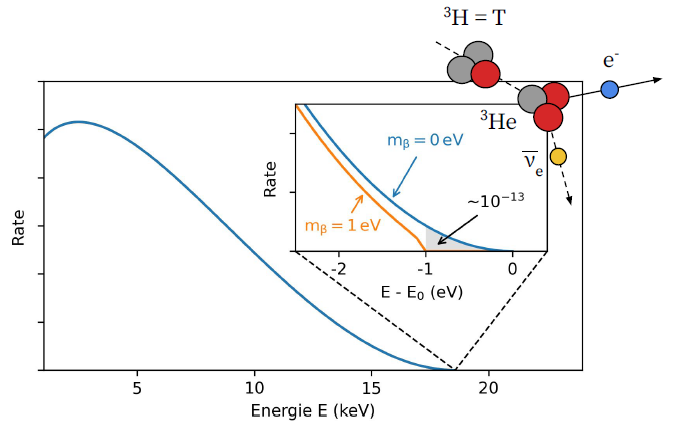 ³H = T
e⁻
³He
ν̅ₑ
Rate
Rate
m_β = 0 eV
m_β = 1 eV
~10⁻¹³
-2 -1 0
E - E₀ (eV)
5 10 15 20
Energie E (keV)